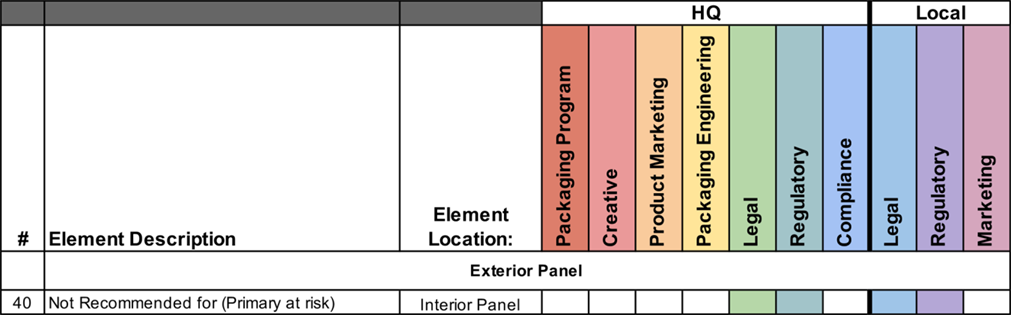 HQ Local
# Element Description Element Location: Packaging Program Creative Product Marketing Packaging Engineering Legal Regulatory Compliance Legal Regulatory Marketing
Exterior Panel
40 Not Recommended for (Primary at risk) Interior Panel